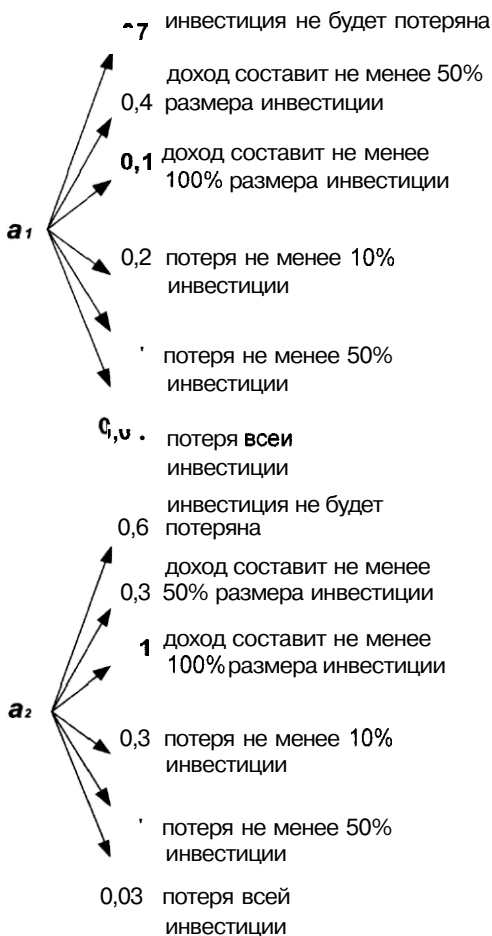 инвестиция не будет потеряна
доход составит не менее 50%
0,4 размера инвестиции
0,1 доход составит не менее
100% размера инвестиции
a1
0,2 потеря не менее 10%
инвестиции
потеря не менее 50%
инвестиции
потеря всеи
инвестиции
инвестиция не будет
0,6 потеряна
доход составит не менее
0,3 50% размера инвестиции
1 доход составит не менее
100% размера инвестиции
a2
0,3 потеря не менее 10%
инвестиции
потеря не менее 50%
инвестиции
0,03 потеря всей
инвестиции